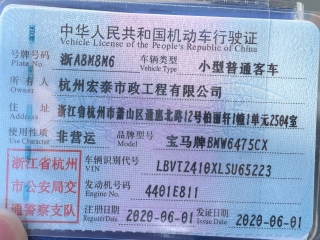 中华人民共和国机动车行驶证
Vehicle License of the People's Republic of China
号牌号码 浙A8M8M6 车辆类型 小型普通客车
Plate No. Vehicle Type
所有人 杭州宏泰市政工程有限公司
Owner
住址 浙江省杭州市萧山区通惠北路12号柏丽轩1幢1单元2504室
Address
使用性质 非营运 品牌型号 宝马牌BMW6475CX
Use Character Model
浙江省杭州市公安局交通警察支队
车辆识别代号 LBVTZ410XLSU65223
VIN
发动机号码 4401E811
Engine No.
注册日期 2020-06-01 发证日期 2020-06-01
Register Date Issue Date